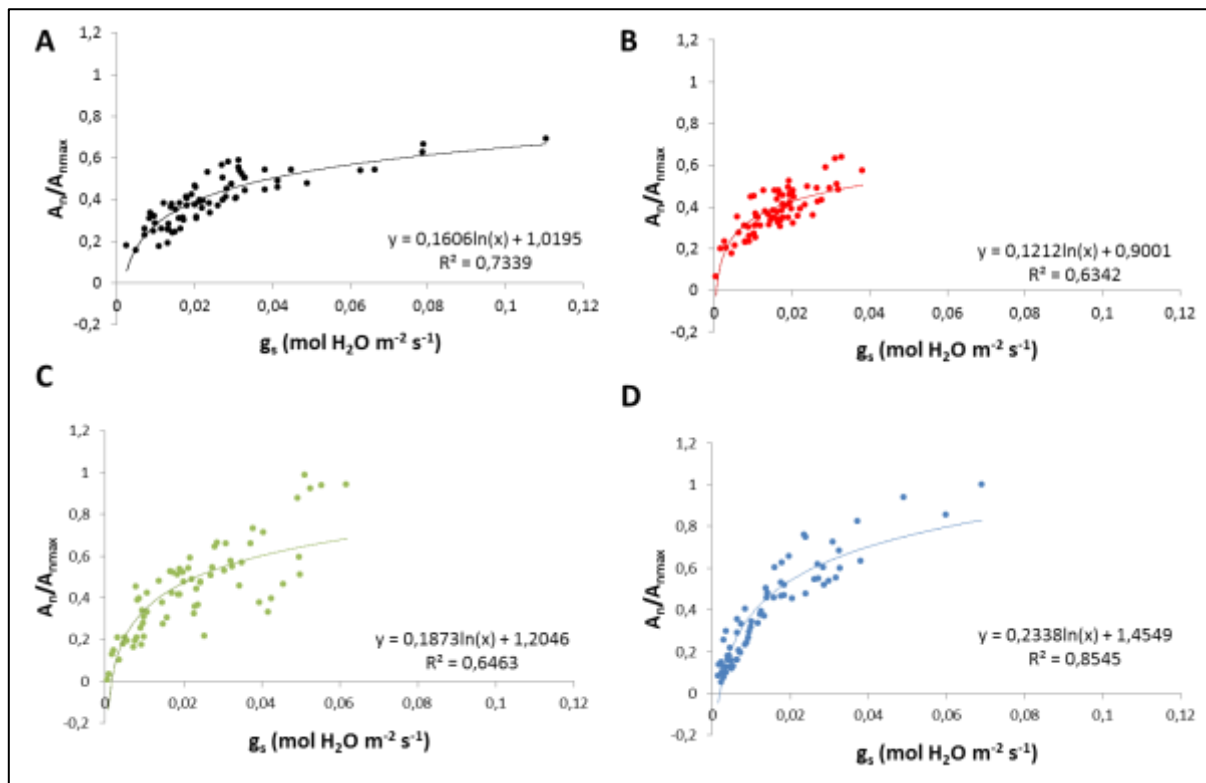 A
1,2
1
0,8
0,6
0,4
0,2
0
-0,2
Aₙ/Aₙₘₐₓ
y = 0,1606ln(x) + 1,0195
R² = 0,7339
0 0,02 0,04 0,06 0,08 0,1 0,12
gₛ (mol H₂O m⁻² s⁻¹)
B
1,2
1
0,8
0,6
0,4
0,2
0
-0,2
Aₙ/Aₙₘₐₓ
y = 0,1212ln(x) + 0,9001
R² = 0,6342
0 0,02 0,04 0,06 0,08 0,1 0,12
gₛ (mol H₂O m⁻² s⁻¹)
C
1,2
1
0,8
0,6
0,4
0,2
0
-0,2
Aₙ/Aₙₘₐₓ
y = 0,1873ln(x) + 1,2046
R² = 0,6463
0 0,02 0,04 0,06 0,08 0,1 0,12
gₛ (mol H₂O m⁻² s⁻¹)
D
1,2
1
0,8
0,6
0,4
0,2
0
-0,2
Aₙ/Aₙₘₐₓ
y = 0,2338ln(x) + 1,4549
R² = 0,8545
0 0,02 0,04 0,06 0,08 0,1 0,12
gₛ (mol H₂O m⁻² s⁻¹)